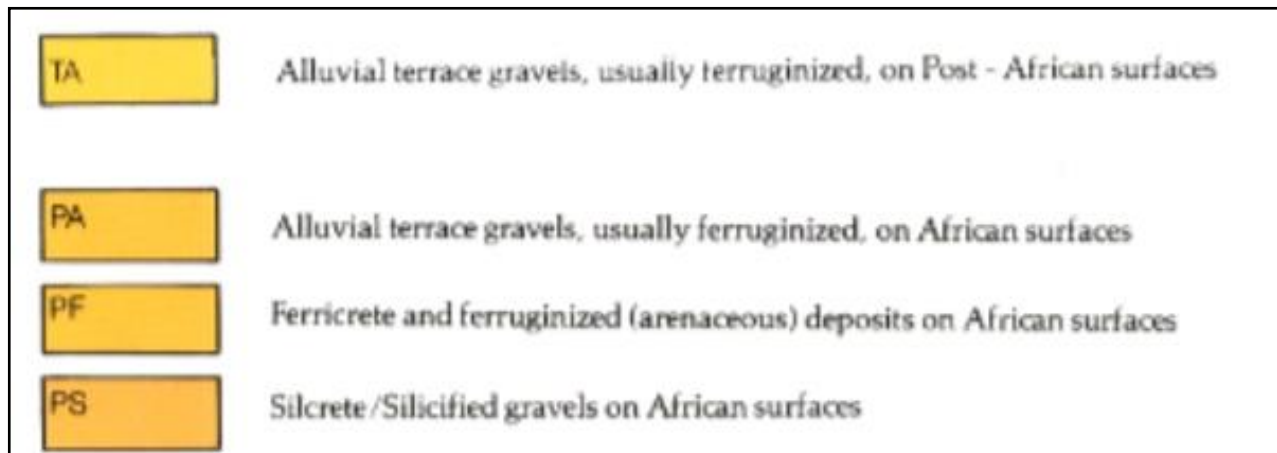 TA Alluvial terrace gravels, usually ferruginized, on Post - African surfaces
PA Alluvial terrace gravels, usually ferruginized, on African surfaces
PF Ferricrete and ferruginized (arenaceous) deposits on African surfaces
PS Silcrete/Silicified gravels on African surfaces